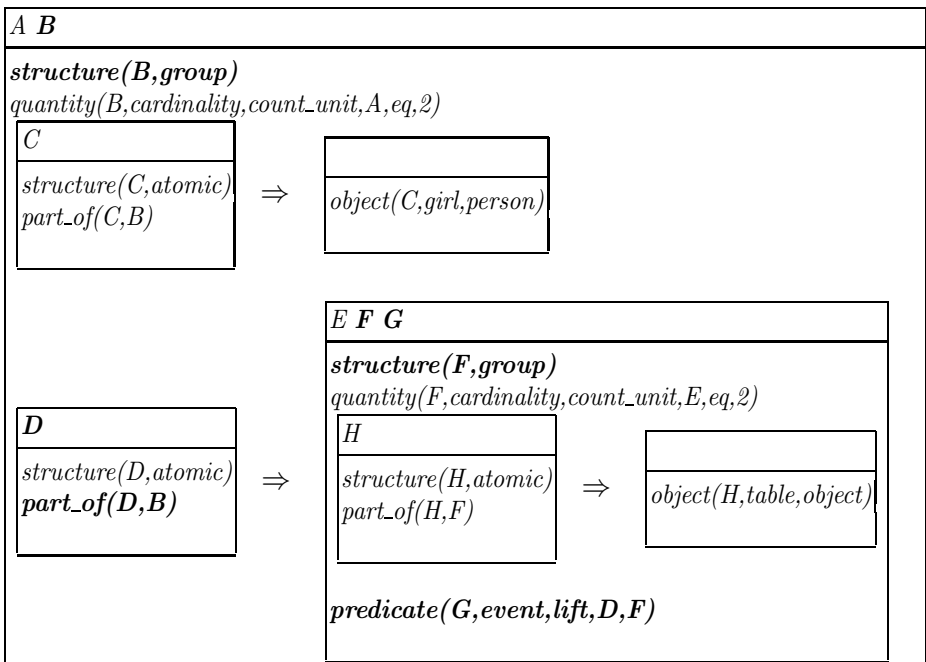 A B
structure(B,group)
quantity(B,cardinality,count_unit,A,eq,2)
C
structure(C,atomic)
part_of(C,B)
⇒
object(C,girl,person)
D
structure(D,atomic)
part_of(D,B)
⇒
E F G
structure(F,group)
quantity(F,cardinality,count_unit,E,eq,2)
H
structure(H,atomic)
part_of(H,F)
⇒
object(H,table,object)
predicate(G,event,lift,D,F)